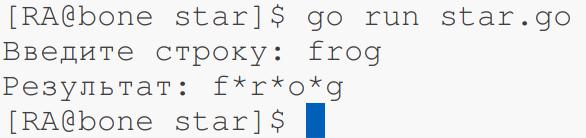 [RA@bone star]$ go run star.go
Введите строку: frog
Результат: f*r*o*g
[RA@bone star]$